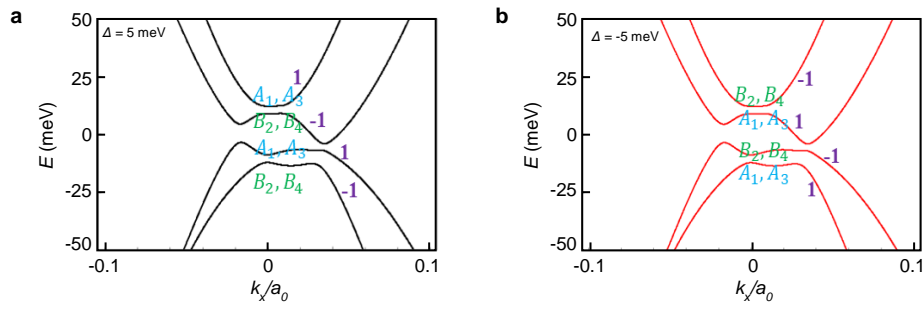 a
Δ = 5 meV
50
25
0
-25
-50
E (meV)
A₁, A₃
1
B₂, B₄
-1
A₁, A₃
1
B₂, B₄
-1
-0.1
0
0.1
kₓ/a₀
b
Δ = -5 meV
50
25
0
-25
-50
E (meV)
-1
B₂, B₄
1
A₁, A₃
B₂, B₄
-1
A₁, A₃
1
-0.1
0
0.1
kₓ/a₀